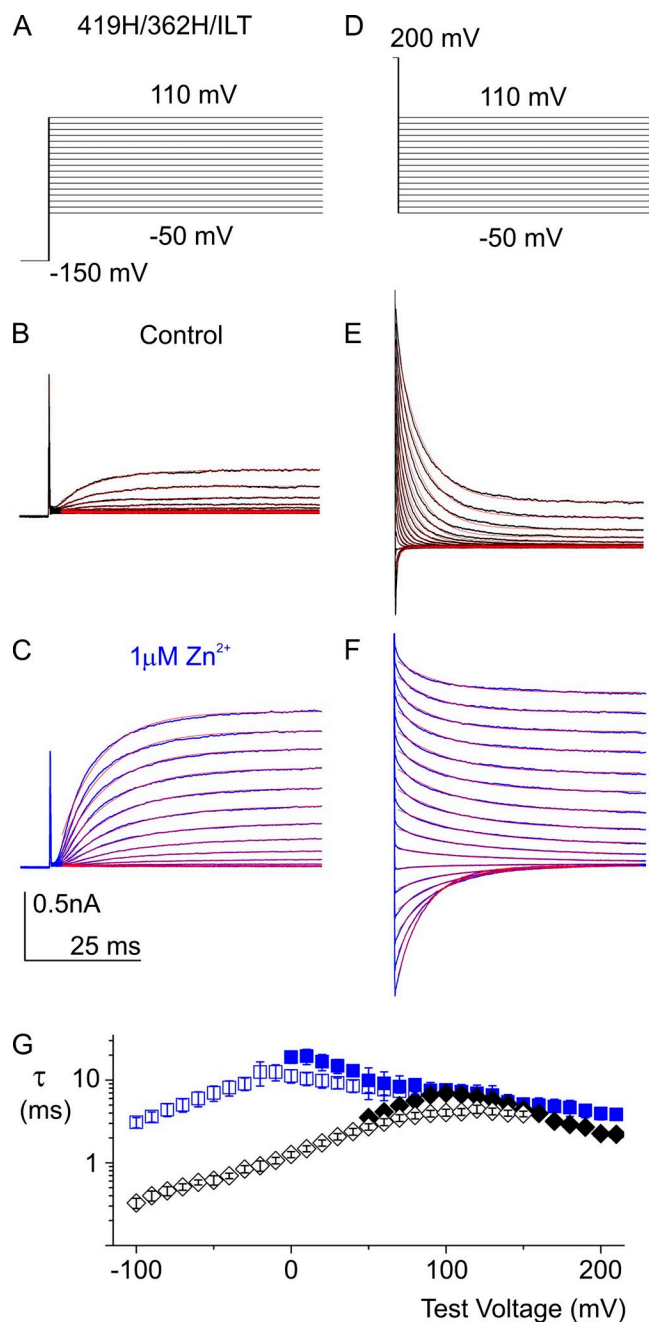 A 419H/362H/ILT D
200 mV
110 mV 110 mV
-50 mV -50 mV
-150 mV
B Control E
C 1μM Zn²⁺ F
0.5nA
25 ms
G
τ
(ms)
10
1
-100 0 100 200
Test Voltage (mV)